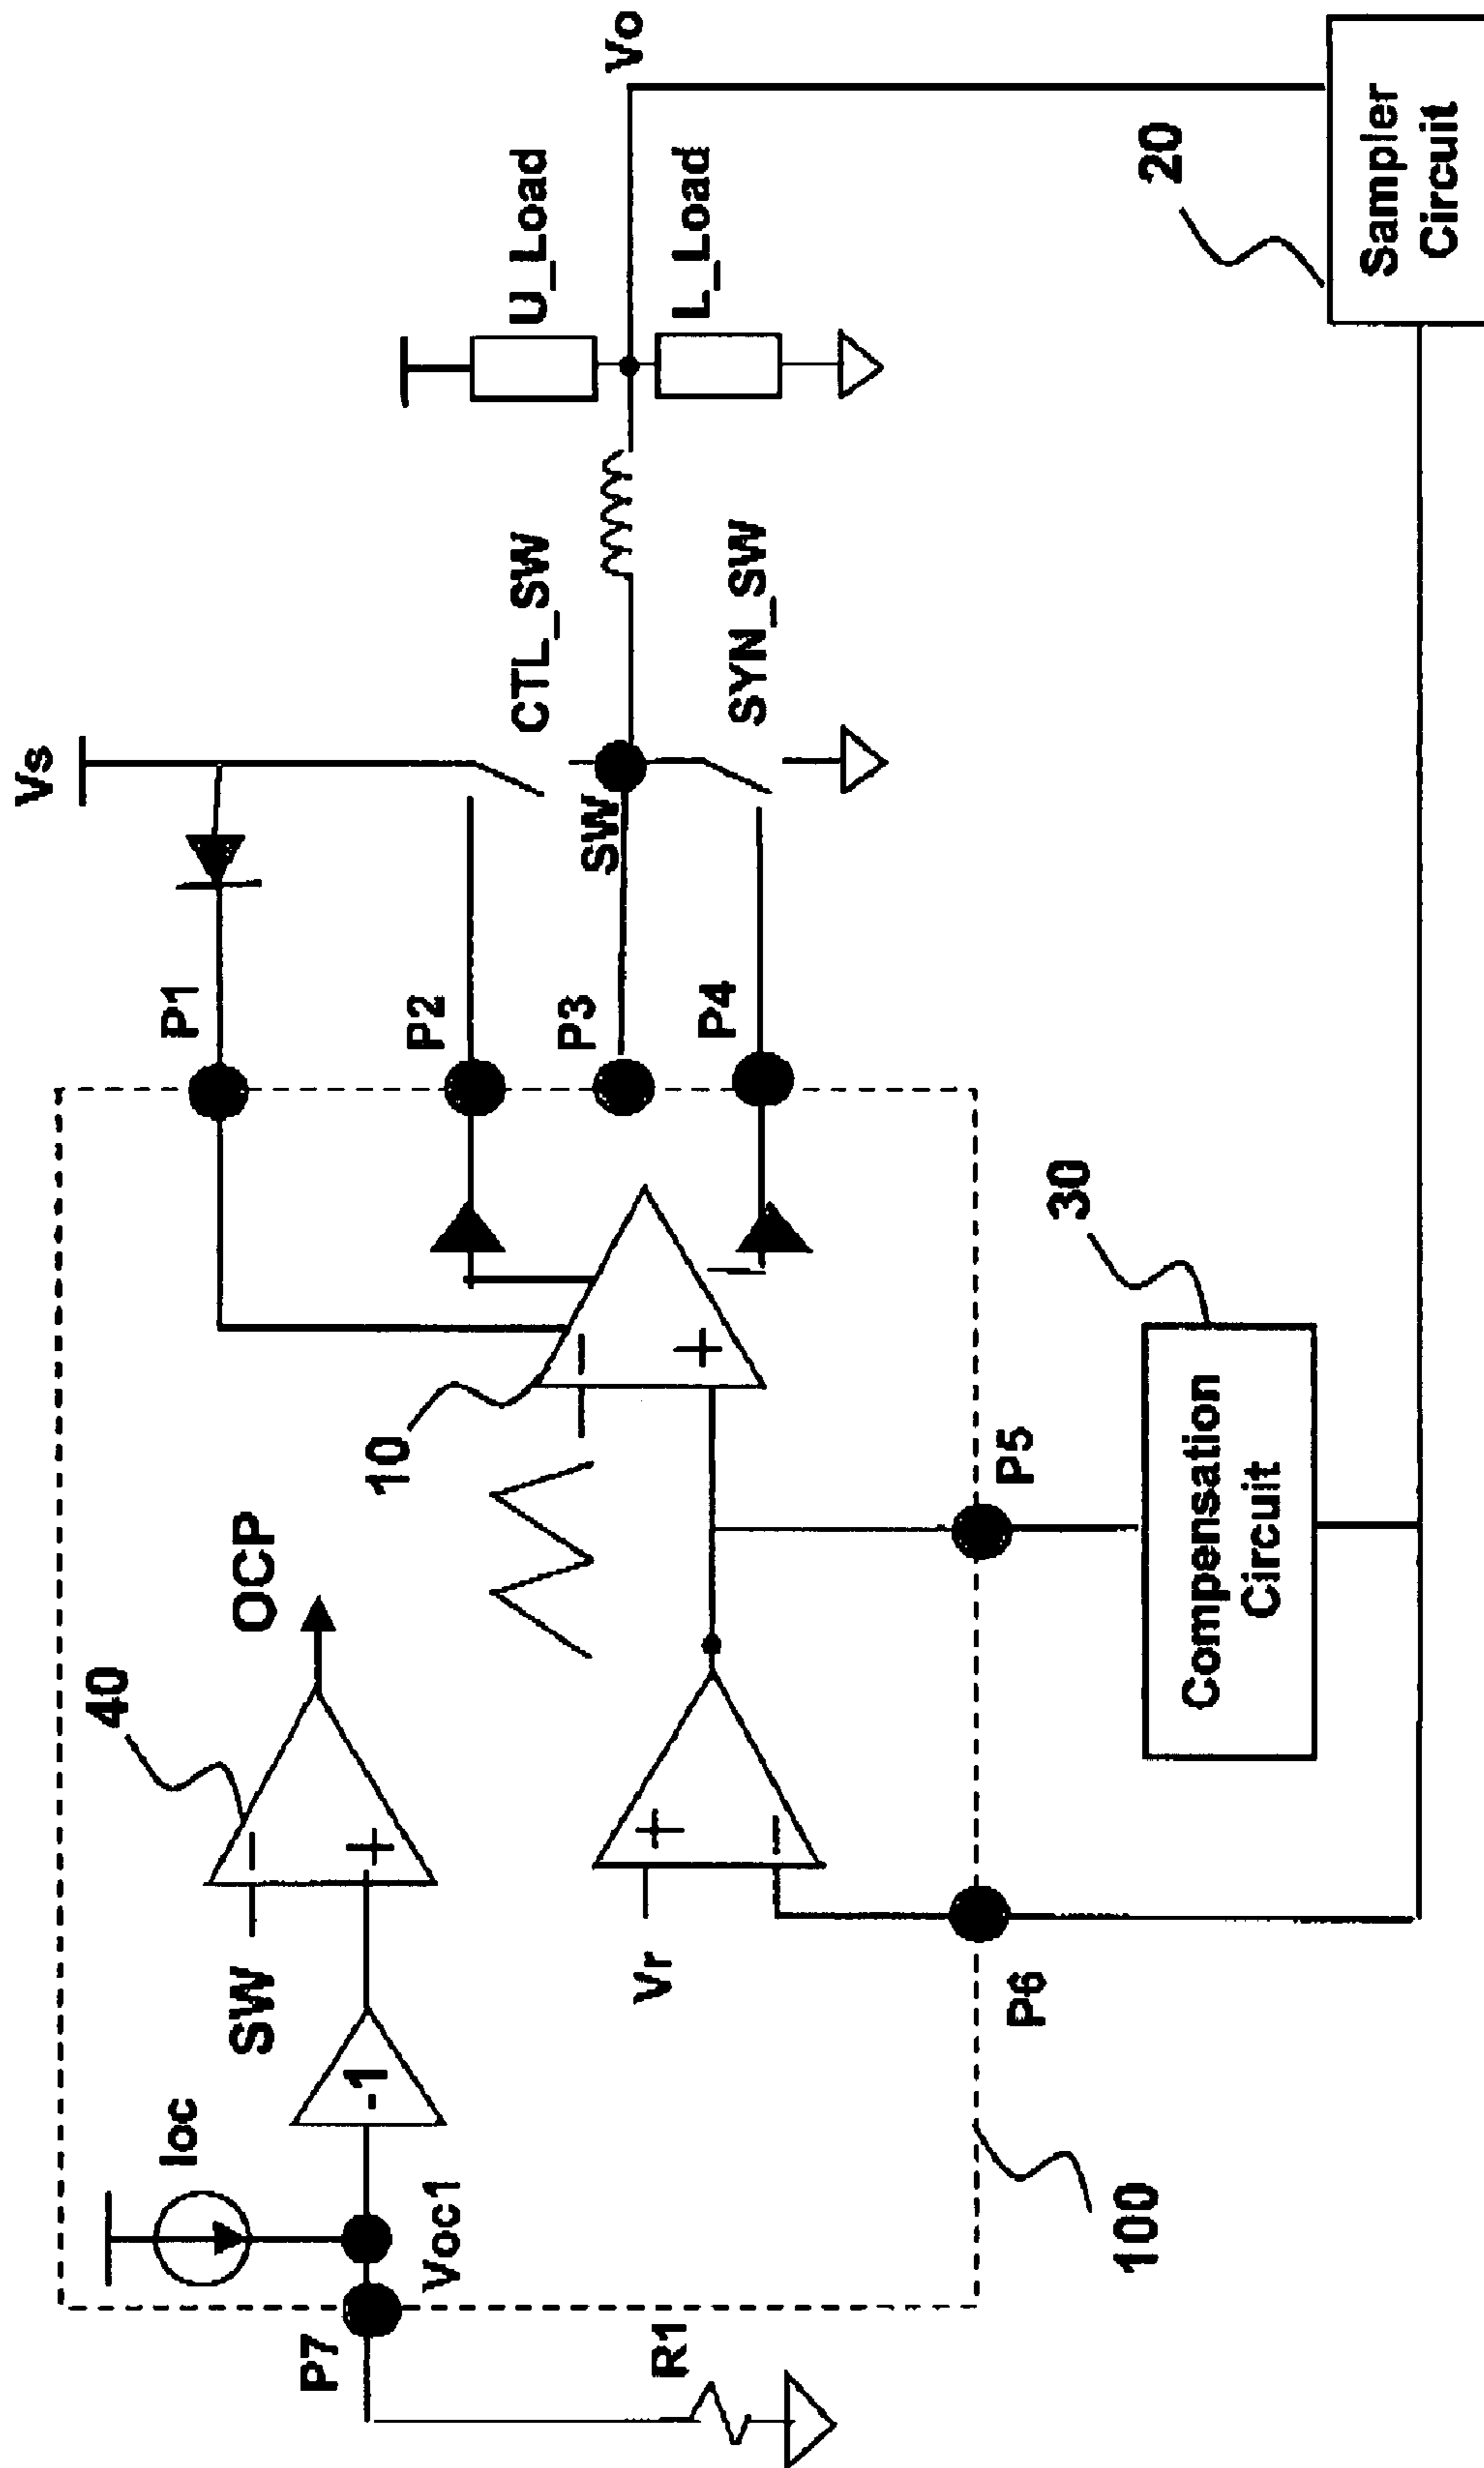 Vs
Vo
P1
U_Load
CTL_SW
P2
SW
P3
L_Load
SYN_SW
P4
20
Sampler
Circuit
OCP
40
10
−
+
SW
−
+
-1
Ioc
Voc1
P7
R1
Vr
+
−
P5
P6
30
Compensation
Circuit
100